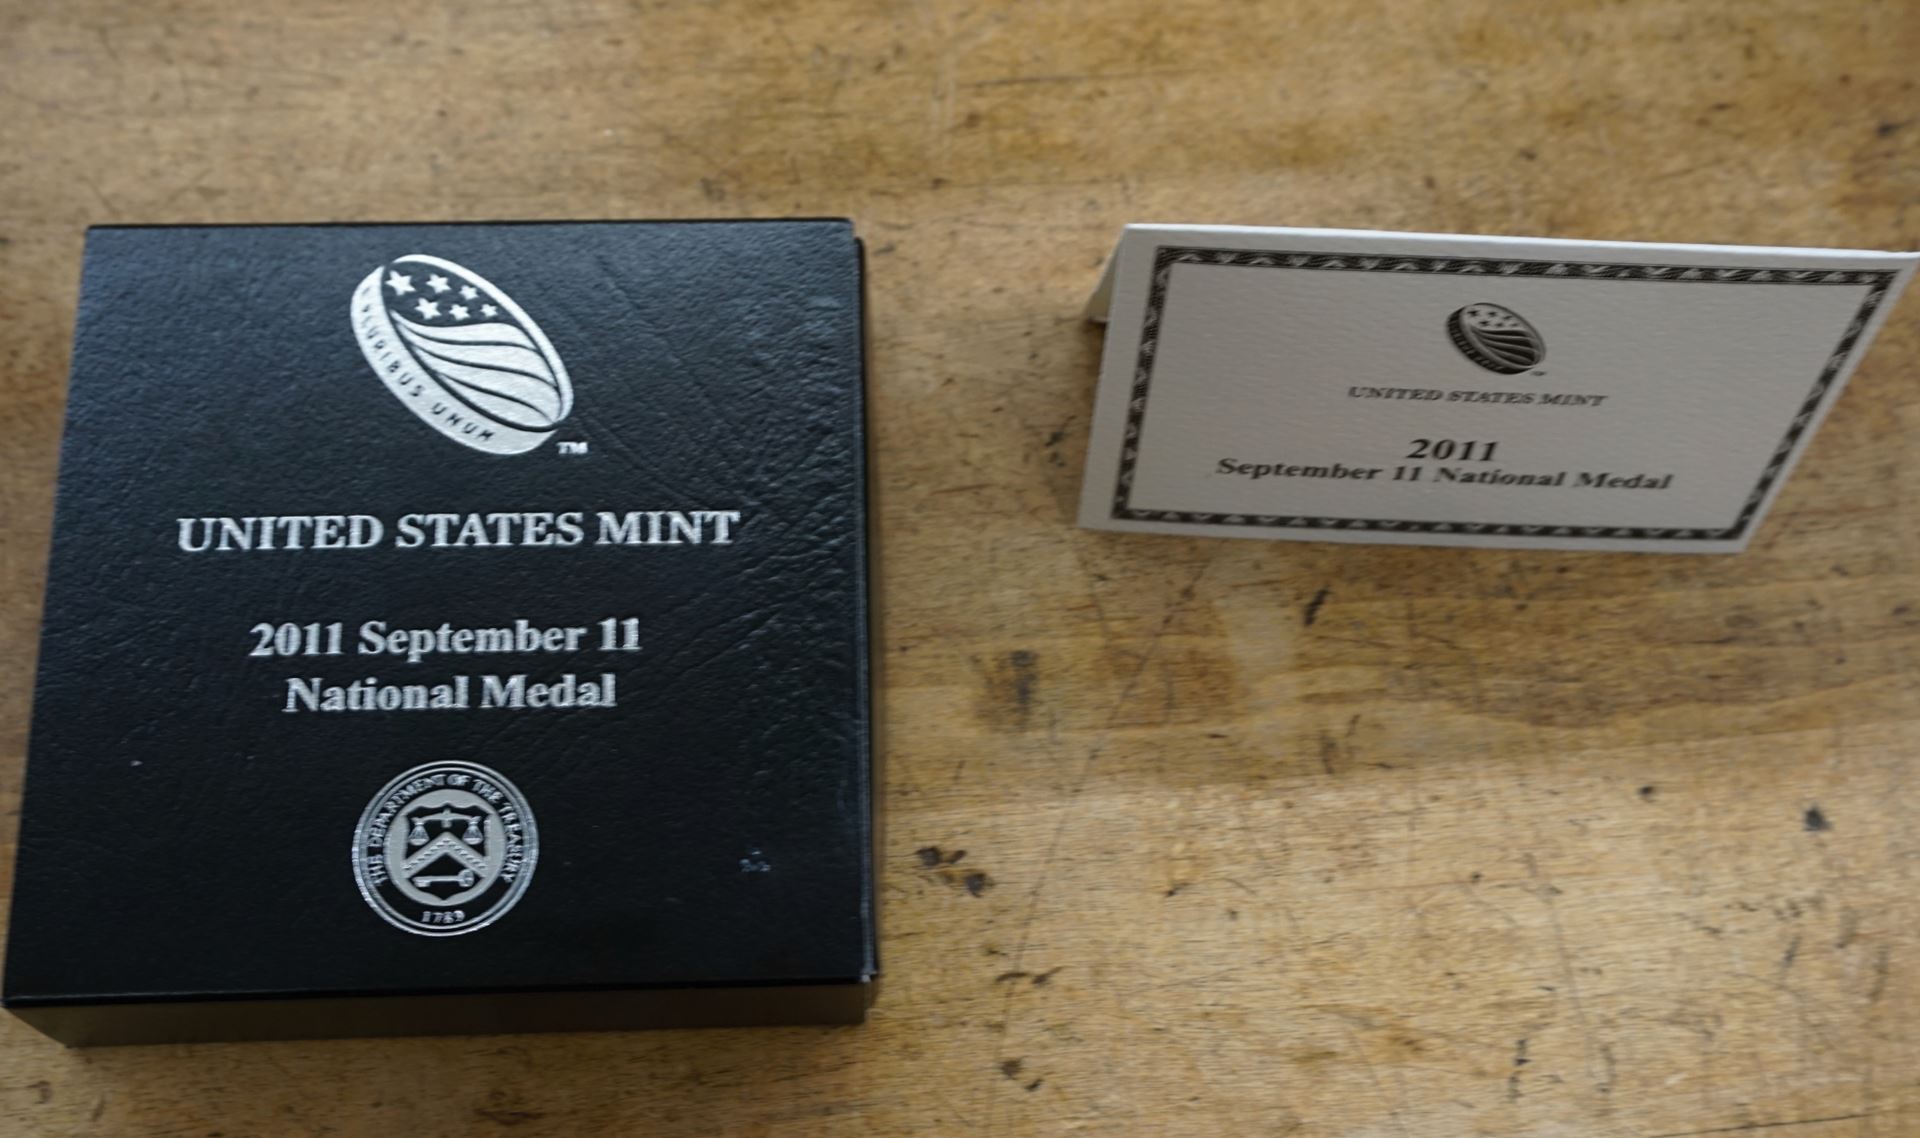 PLURIBUS UNUM
TM
UNITED STATES MINT
2011 September 11
National Medal
THE DEPARTMENT OF THE TREASURY
1789
UNITED STATES MINT
2011
September 11 National Medal